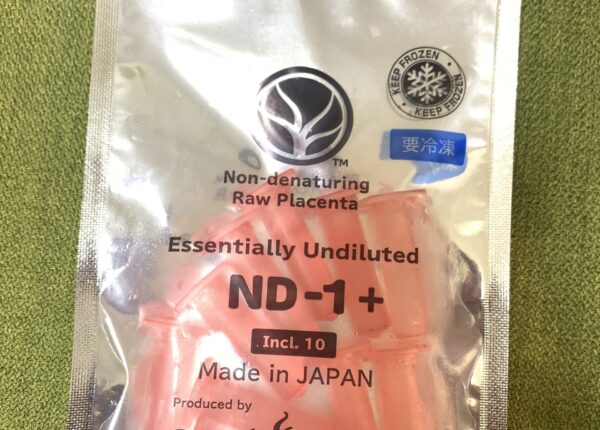 KEEP FROZEN • KEEP FROZEN •
要冷凍
TM
Non-denaturing
Raw Placenta
Essentially Undiluted
ND-1+
Incl. 10
Made in JAPAN
Produced by